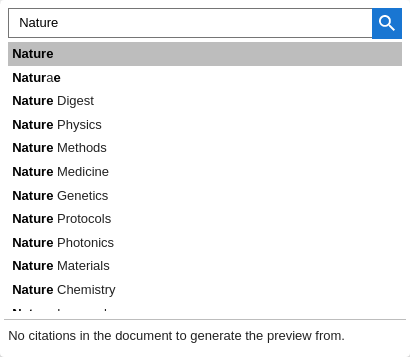 Nature
Nature
Naturae
Nature Digest
Nature Physics
Nature Methods
Nature Medicine
Nature Genetics
Nature Protocols
Nature Photonics
Nature Materials
Nature Chemistry
No citations in the document to generate the preview from.